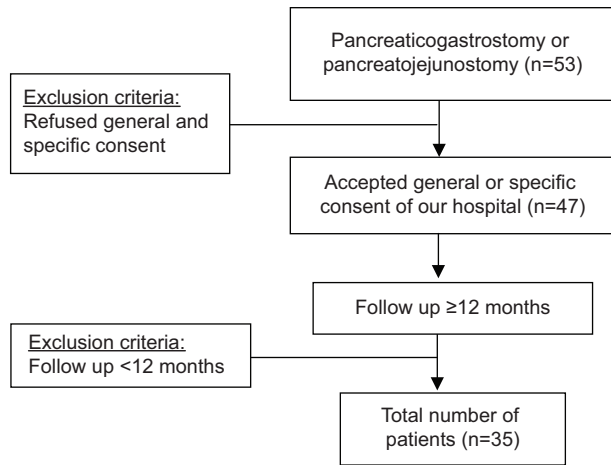 Pancreaticogastrostomy or
pancreatojejunostomy (n=53)
Exclusion criteria:
Refused general and
specific consent
Accepted general or specific
consent of our hospital (n=47)
Follow up ≥12 months
Exclusion criteria:
Follow up <12 months
Total number of
patients (n=35)